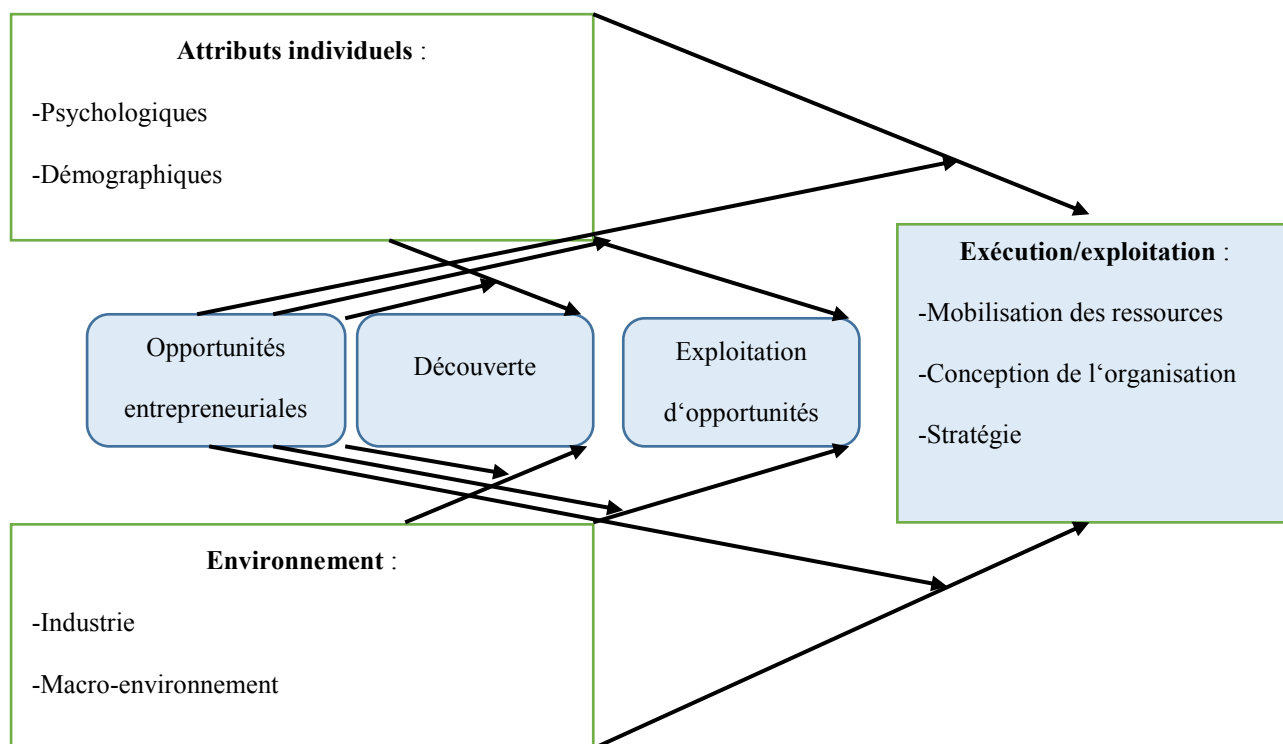 Attributs individuels :
-Psychologiques
-Démographiques
Opportunités
entrepreneuriales
Découverte
Exploitation
d‘opportunités
Exécution/exploitation :
-Mobilisation des ressources
-Conception de l‘organisation
-Stratégie
Environnement :
-Industrie
-Macro-environnement